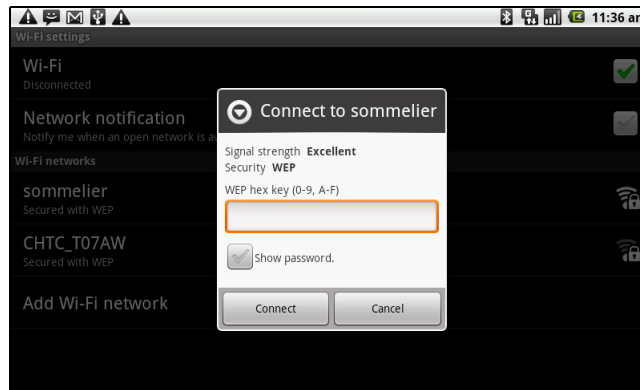 11:36 am
Wi-Fi settings
Wi-Fi
Disconnected
Network notification
Notify me when an open network is a
Wi-Fi networks
sommelier
Secured with WEP
CHTC_T07AW
Secured with WEP
Add Wi-Fi network
Connect to sommelier
Signal strength Excellent
Security WEP
WEP hex key (0-9, A-F)
Show password.
Connect
Cancel